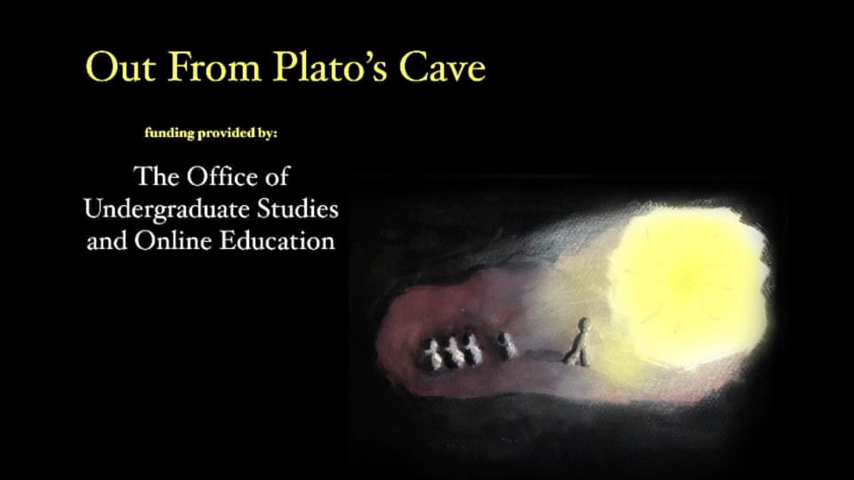 Out From Plato's Cave
funding provided by:
The Office of
Undergraduate Studies
and Online Education